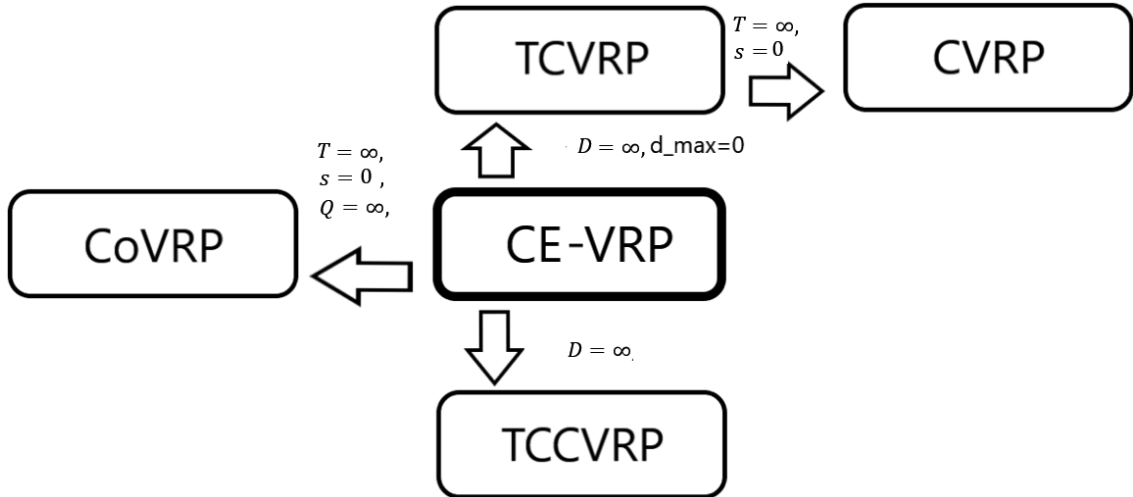 TCVRP
T = ∞,
s = 0
CVRP
D = ∞, d_max=0
T = ∞,
s = 0 ,
Q = ∞,
CoVRP
CE-VRP
D = ∞,
TCCVRP